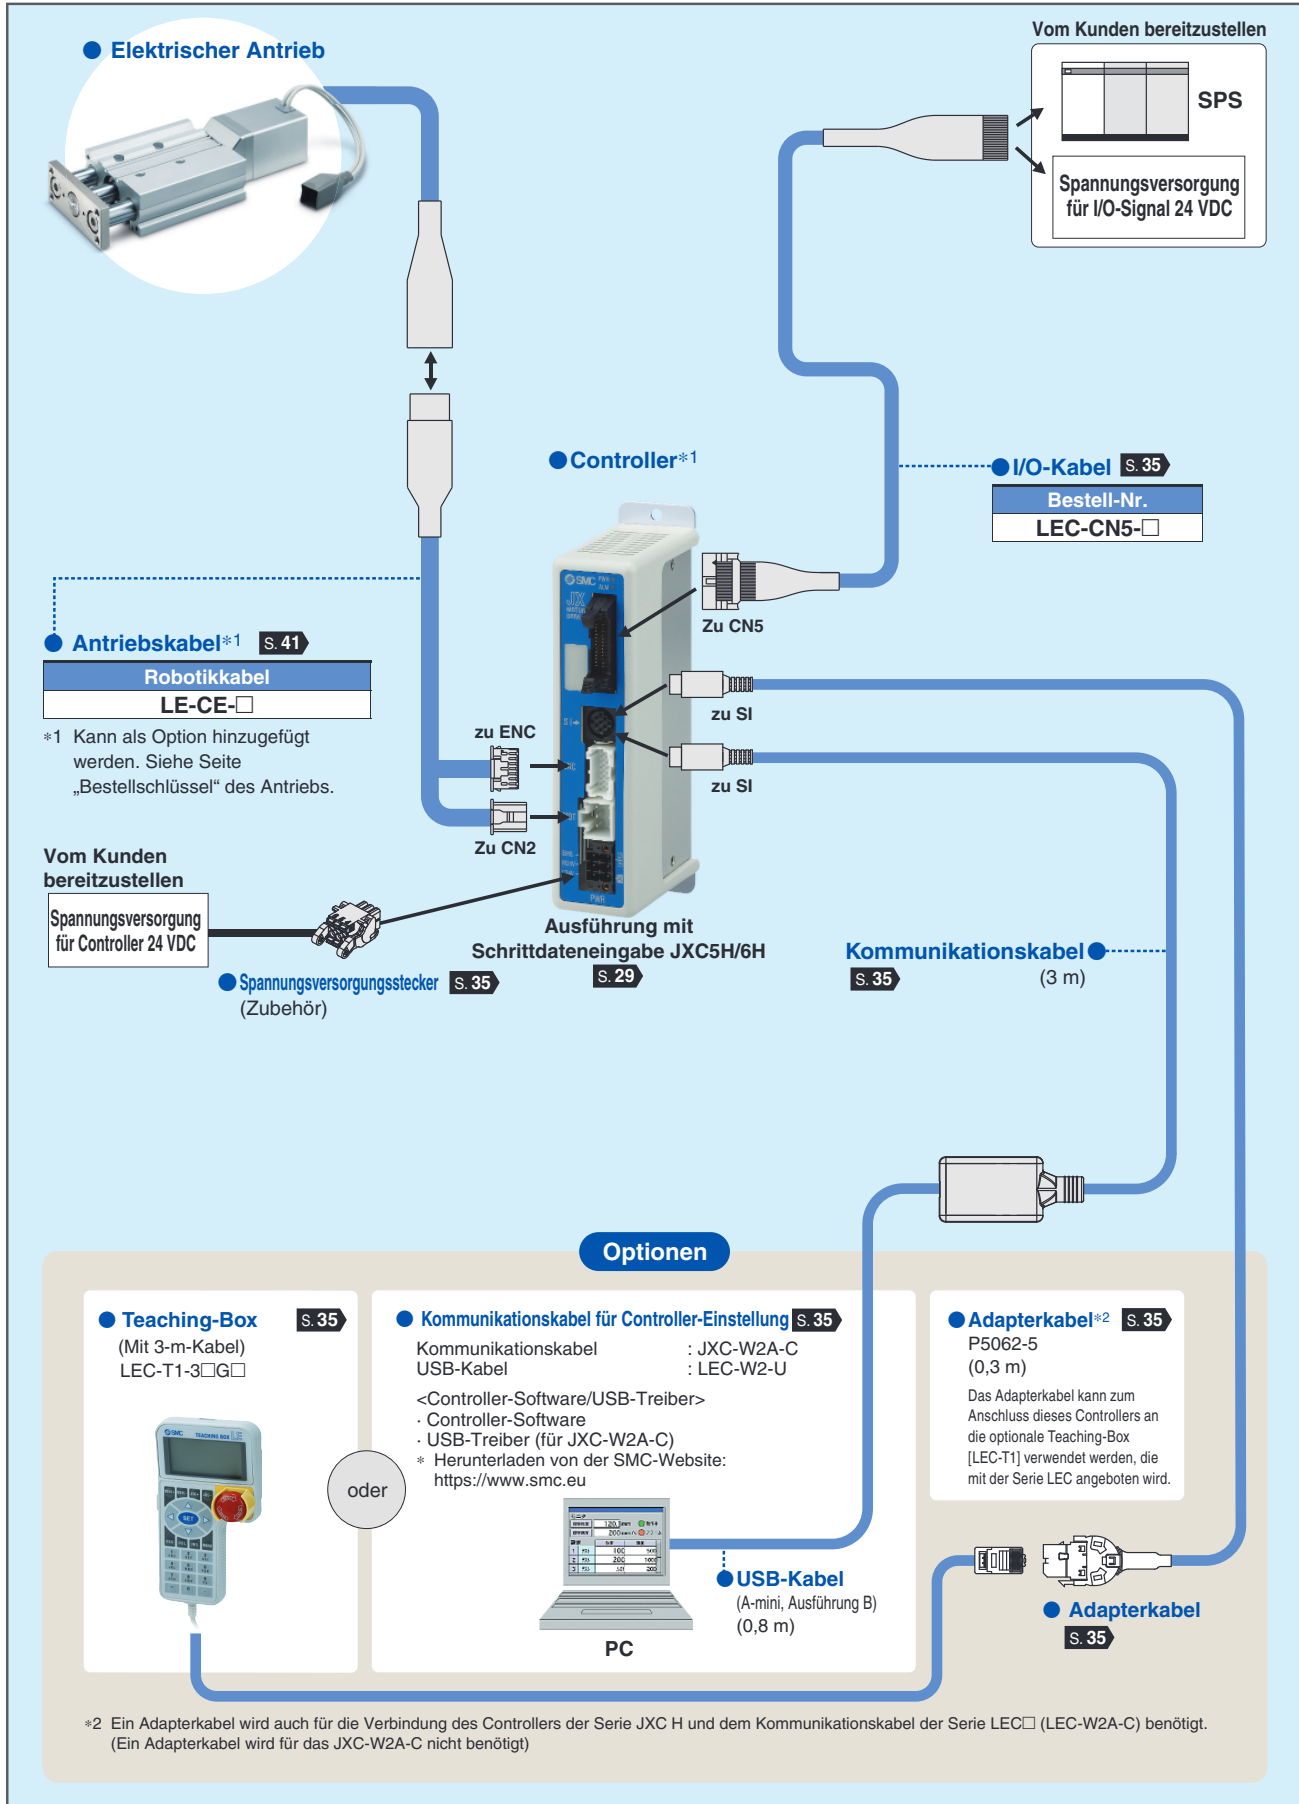 Elektrischer Antrieb
Vom Kunden bereitzustellen
SPS
Spannungsversorgung
für I/O-Signal 24 VDC
Controller*1
I/O-Kabel S. 35
Bestell-Nr.
LEC-CN5-□
Zu CN5
Antriebskabel*1 S. 41
Robotikkabel
LE-CE-□
*1 Kann als Option hinzugefügt
werden. Siehe Seite
„Bestellschlüssel“ des Antriebs.
zu SI
zu ENC
zu SI
Zu CN2
SMC
PWR
Vom Kunden
bereitzustellen
Spannungsversorgung
für Controller 24 VDC
Spannungsversorgungsstecker S. 35
(Zubehör)
Ausführung mit
Schrittdateneingabe JXC5H/6H
S. 29
Kommunikationskabel
S. 35 (3 m)
Optionen
Teaching-Box S. 35
(Mit 3-m-Kabel)
LEC-T1-3□G□
SMC TEACHING BOX LE
SET
oder
Kommunikationskabel für Controller-Einstellung S. 35
Kommunikationskabel : JXC-W2A-C
USB-Kabel : LEC-W2-U
<Controller-Software/USB-Treiber>
· Controller-Software
· USB-Treiber (für JXC-W2A-C)
* Herunterladen von der SMC-Website:
https://www.smc.eu
PC
USB-Kabel
(A-mini, Ausführung B)
(0,8 m)
Adapterkabel*2 S. 35
P5062-5
(0,3 m)
Das Adapterkabel kann zum
Anschluss dieses Controllers an
die optionale Teaching-Box
[LEC-T1] verwendet werden, die
mit der Serie LEC angeboten wird.
Adapterkabel
S. 35
*2 Ein Adapterkabel wird auch für die Verbindung des Controllers der Serie JXC H und dem Kommunikationskabel der Serie LEC□ (LEC-W2A-C) benötigt.
(Ein Adapterkabel wird für das JXC-W2A-C nicht benötigt)